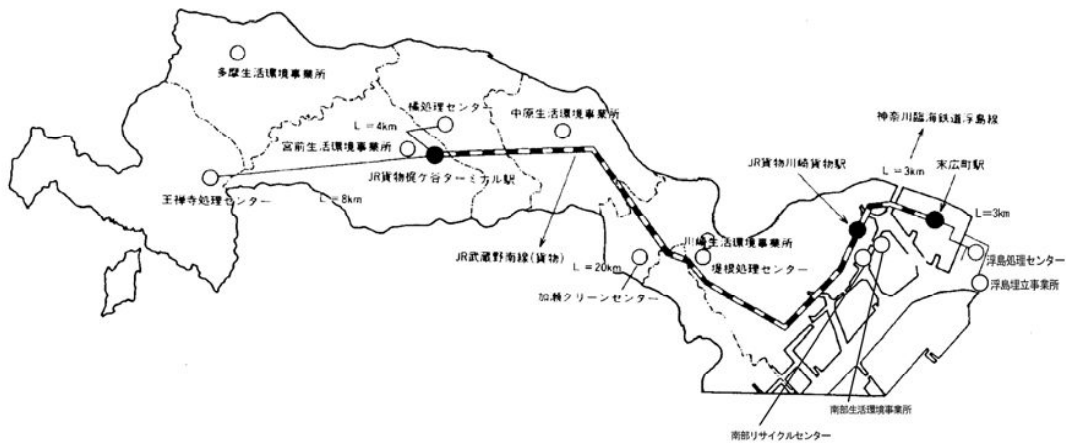 多摩生活環境事業所
橘処理センター
中原生活環境事業所
神奈川臨海鉄道浮島線
L=4km
宮前生活環境事業所
JR貨物川崎貨物駅
L=3km
末広町駅
JR貨物梶ケ谷ターミナル駅
王禅寺処理センター
L=8km
L=3km
川崎生活環境事業所
JR武蔵野南線(貨物)
L=20km
堤根処理センター
浮島処理センター
加瀬クリーンセンター
浮島埋立事業所
南部生活環境事業所
南部リサイクルセンター